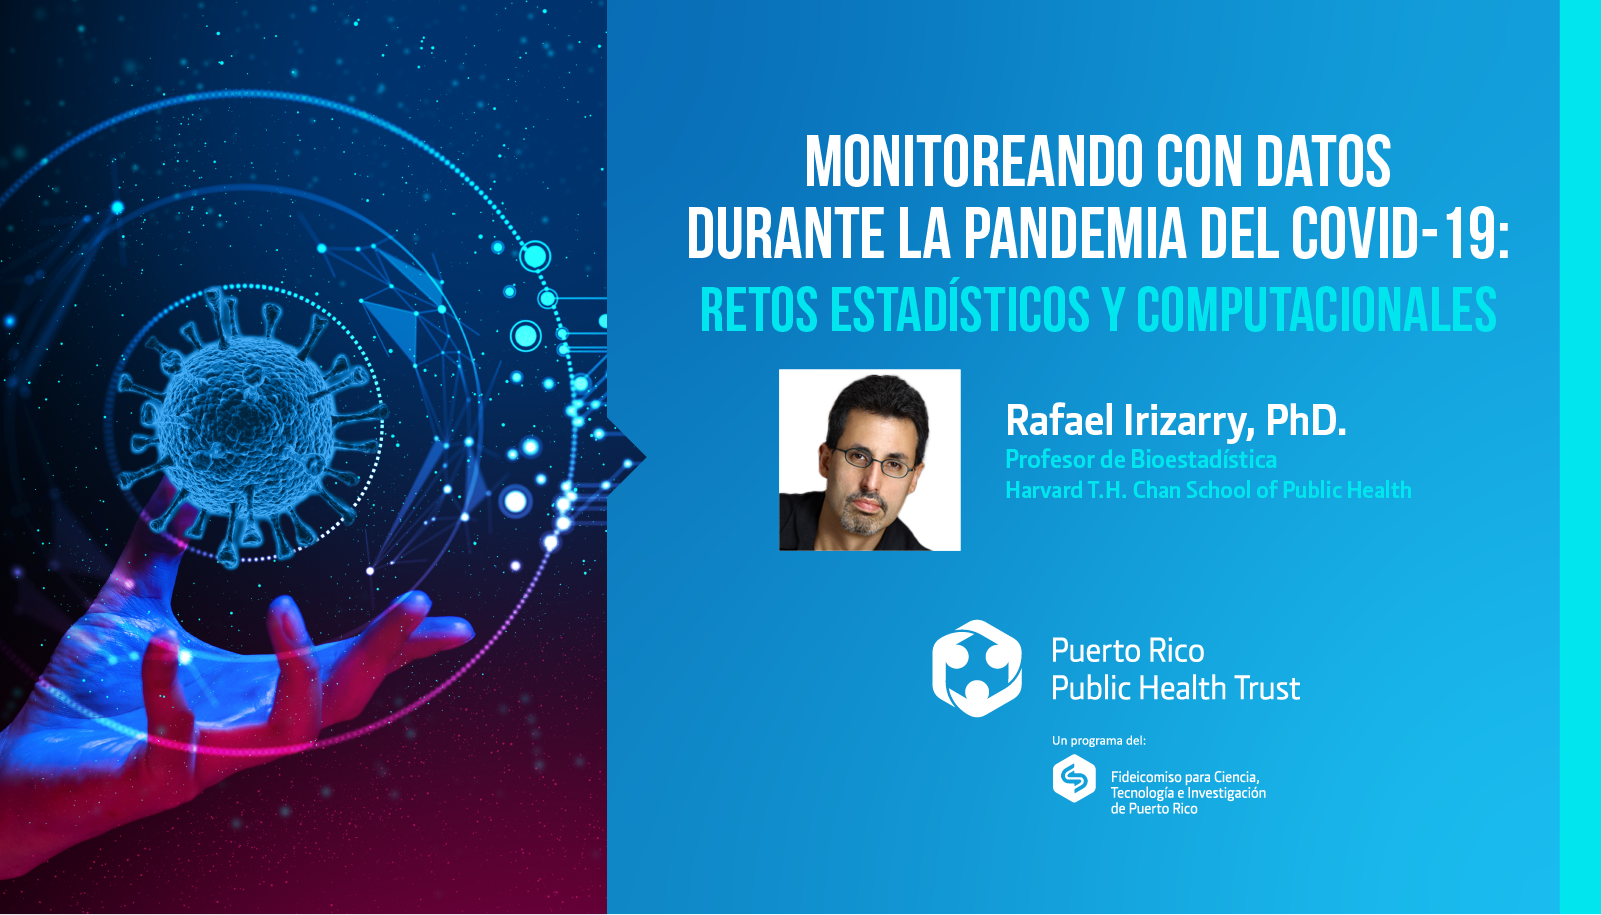 MONITOREANDO CON DATOS
DURANTE LA PANDEMIA DEL COVID-19:
RETOS ESTADÍSTICOS Y COMPUTACIONALES
Rafael Irizarry, PhD.
Profesor de Bioestadística
Harvard T.H. Chan School of Public Health
Puerto Rico
Public Health Trust
Un programa del:
Fideicomiso para Ciencia,
Tecnología e Investigación
de Puerto Rico